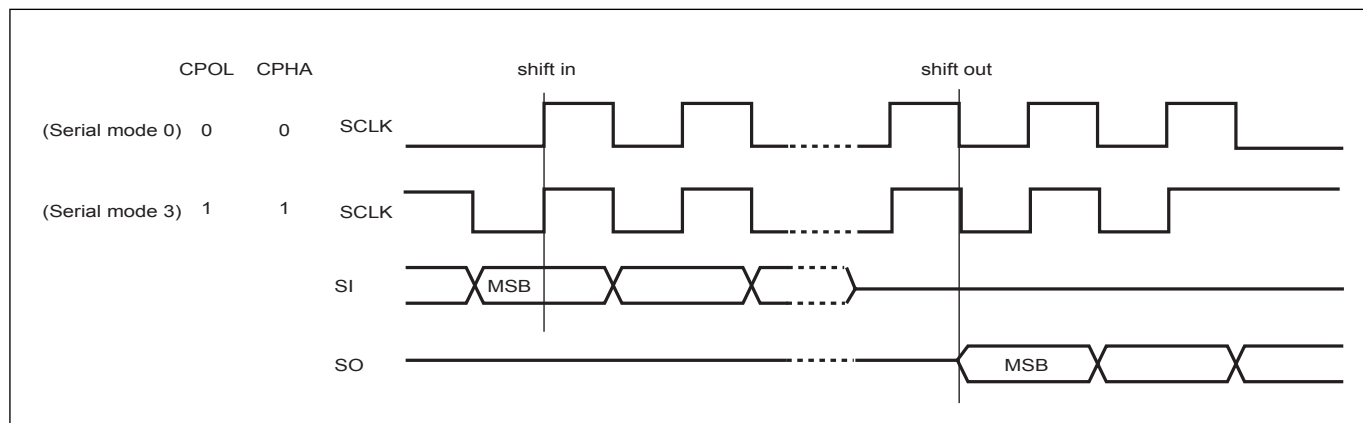 CPOL CPHA shift in shift out
(Serial mode 0) 0 0 SCLK
(Serial mode 3) 1 1 SCLK
SI MSB
SO MSB